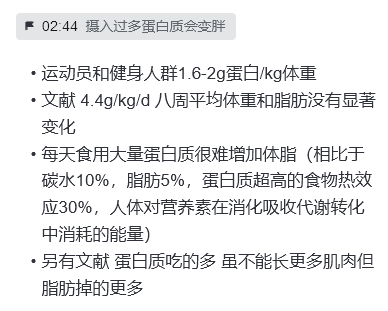 02:44 摄入过多蛋白质会变胖
• 运动员和健身人群1.6-2g蛋白/kg体重
• 文献 4.4g/kg/d 八周平均体重和脂肪没有显著
变化
• 每天食用大量蛋白质很难增加体脂（相比于
碳水10%，脂肪5%，蛋白质超高的食物热效
应30%，人体对营养素在消化吸收代谢转化
中消耗的能量）
• 另有文献 蛋白质吃的多 虽不能长更多肌肉但
脂肪掉的更多